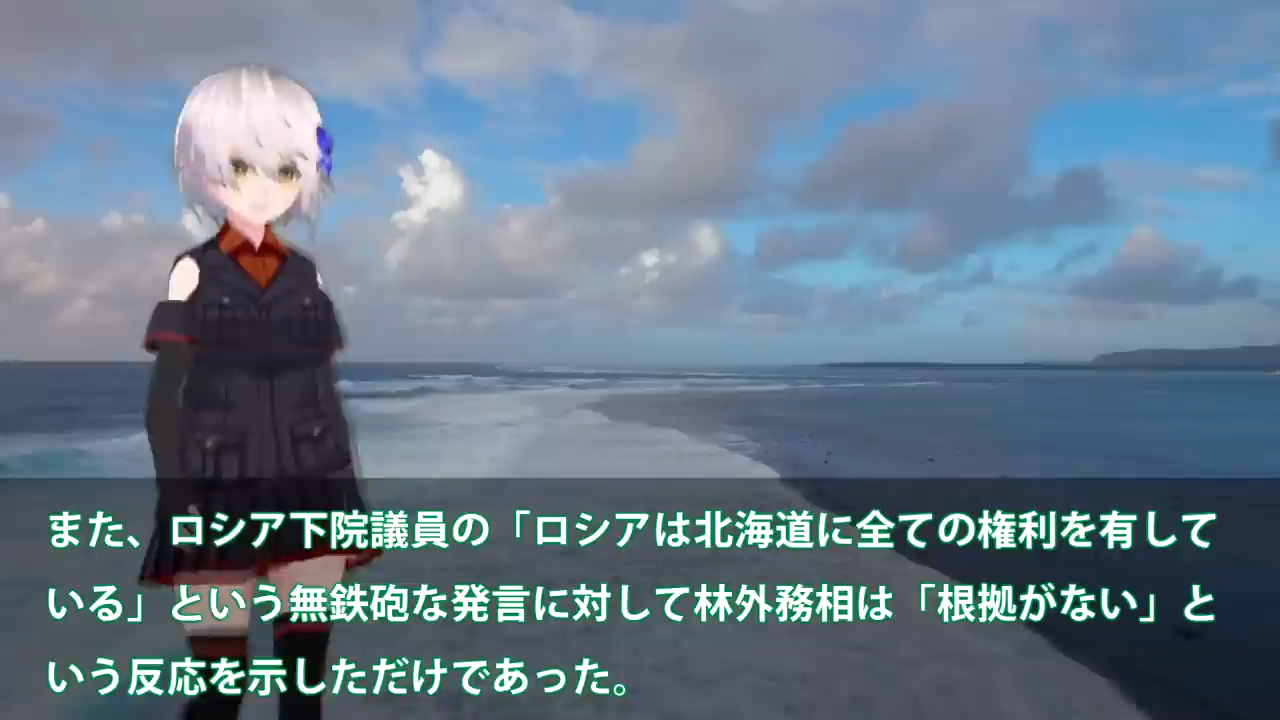 また、ロシア下院議員の「ロシアは北海道に全ての権利を有して
いる」という無鉄砲な発言に対して林外務相は「根拠がない」と
いう反応を示しただけであった。